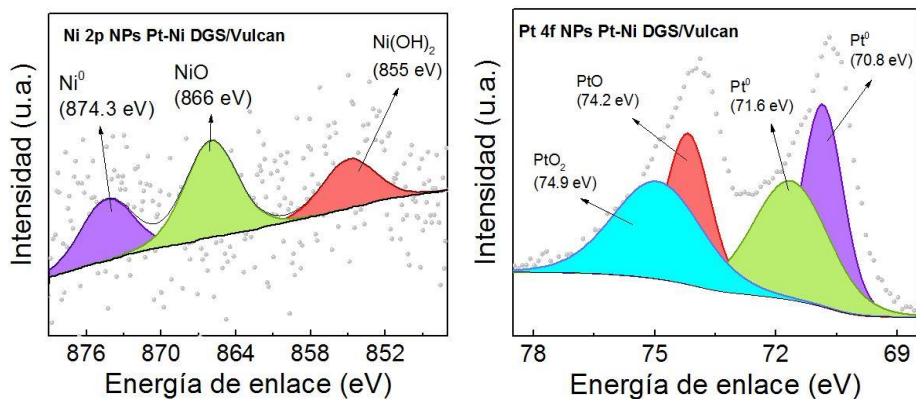 Ni 2p NPs Pt-Ni DGS/Vulcan
Ni⁰
(874.3 eV)
NiO
(866 eV)
Ni(OH)₂
(855 eV)
Intensidad (u.a.)
876 870 864 858 852
Energía de enlace (eV)
Pt 4f NPs Pt-Ni DGS/Vulcan
Pt⁰
(70.8 eV)
PtO
(74.2 eV)
Pt⁰
(71.6 eV)
PtO₂
(74.9 eV)
Intensidad (u.a.)
78 75 72 69
Energía de enlace (eV)